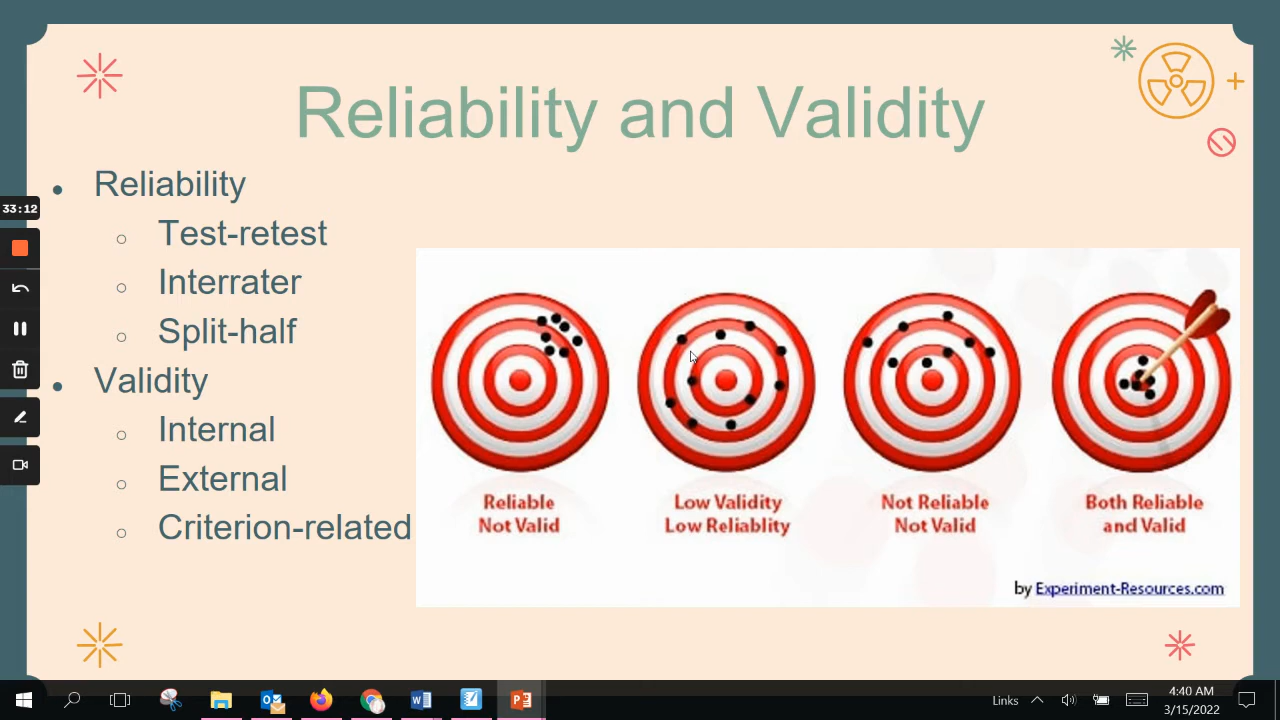 Reliability and Validity
Reliability
Test-retest
Interrater
Split-half
Validity
Internal
External
Criterion-related
33:12
Reliable
Not Valid
Low Validity
Low Reliablity
Not Reliable
Not Valid
Both Reliable
and Valid
by Experiment-Resources.com
Links
4:40 AM
3/15/2022